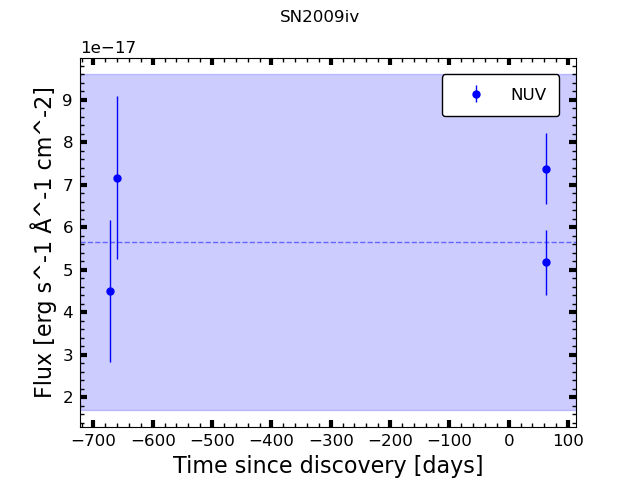 SN2009iv
1e−17
NUV
9
8
7
6
5
4
3
2
Flux [erg s^-1 Å^-1 cm^-2]
−700 −600 −500 −400 −300 −200 −100 0 100
Time since discovery [days]